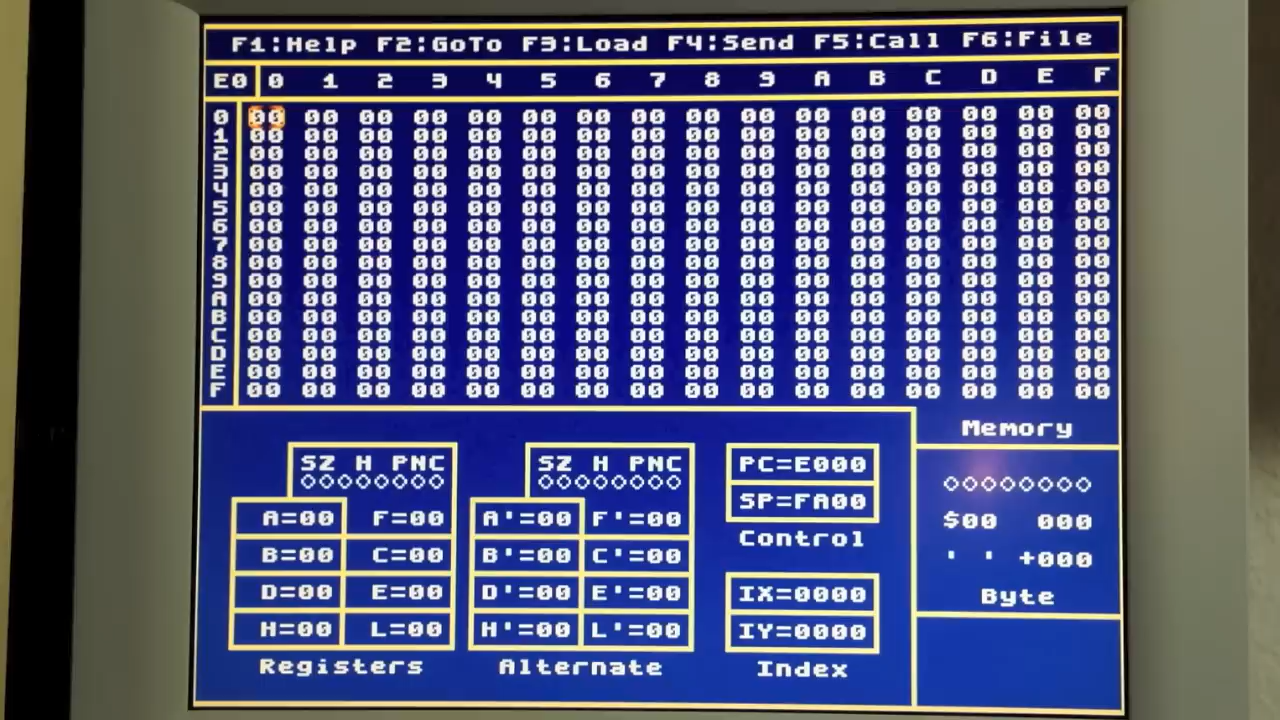 F1:Help F2:GoTo F3:Load F4:Send F5:Call F6:File
E0 0 1 2 3 4 5 6 7 8 9 A B C D E F
0 00 00 00 00 00 00 00 00 00 00 00 00 00 00 00 00
1 00 00 00 00 00 00 00 00 00 00 00 00 00 00 00 00
2 00 00 00 00 00 00 00 00 00 00 00 00 00 00 00 00
3 00 00 00 00 00 00 00 00 00 00 00 00 00 00 00 00
4 00 00 00 00 00 00 00 00 00 00 00 00 00 00 00 00
5 00 00 00 00 00 00 00 00 00 00 00 00 00 00 00 00
6 00 00 00 00 00 00 00 00 00 00 00 00 00 00 00 00
7 00 00 00 00 00 00 00 00 00 00 00 00 00 00 00 00
8 00 00 00 00 00 00 00 00 00 00 00 00 00 00 00 00
9 00 00 00 00 00 00 00 00 00 00 00 00 00 00 00 00
A 00 00 00 00 00 00 00 00 00 00 00 00 00 00 00 00
B 00 00 00 00 00 00 00 00 00 00 00 00 00 00 00 00
C 00 00 00 00 00 00 00 00 00 00 00 00 00 00 00 00
D 00 00 00 00 00 00 00 00 00 00 00 00 00 00 00 00
E 00 00 00 00 00 00 00 00 00 00 00 00 00 00 00 00
F 00 00 00 00 00 00 00 00 00 00 00 00 00 00 00 00
Memory
SZ H PNC SZ H PNC PC=E000
◇◇◇◇◇◇◇◇ ◇◇◇◇◇◇◇◇ ◇◇◇◇◇◇◇◇
SP=FA00
A=00 F=00 A'=00 F'=00 $00 000
Control
B=00 C=00 B'=00 C'=00 ' ' +000
D=00 E=00 D'=00 E'=00 IX=0000 Byte
H=00 L=00 H'=00 L'=00 IY=0000
Registers Alternate Index